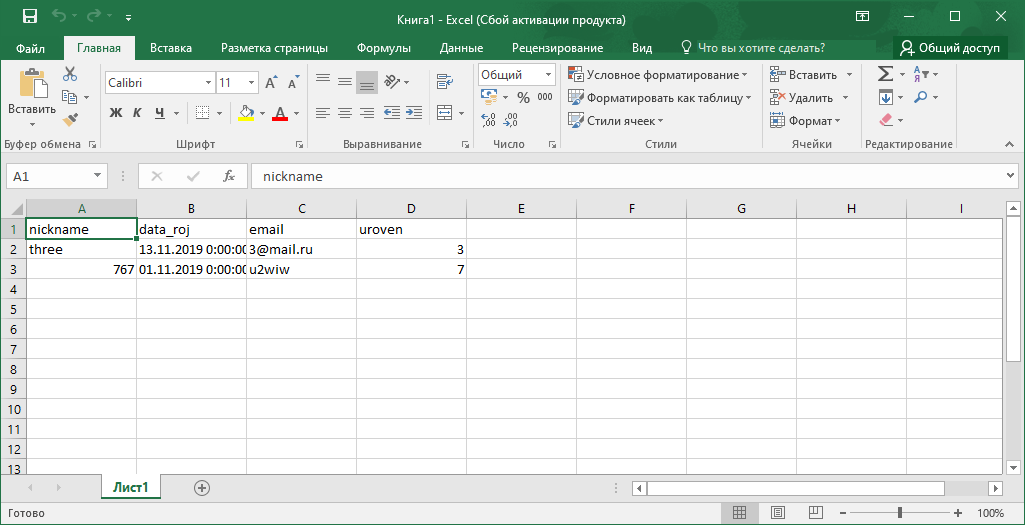 Книга1 - Excel (Сбой активации продукта)
Файл Главная Вставка Разметка страницы Формулы Данные Рецензирование Вид Что вы хотите сделать? Общий доступ
Вставить
Calibri 11
Ж К Ч
Общий
% 000
Условное форматирование
Форматировать как таблицу
Стили ячеек
Вставить
Удалить
Формат
Буфер обмена Шрифт Выравнивание Число Стили Ячейки Редактирование
A1 fx nickname
A B C D E F G H I
1 nickname data_roj email uroven
2 three 13.11.2019 0:00:00 3@mail.ru 3
3 767 01.11.2019 0:00:00 u2wiw 7
4
5
6
7
8
9
10
11
12
13
Лист1
Готово 100%